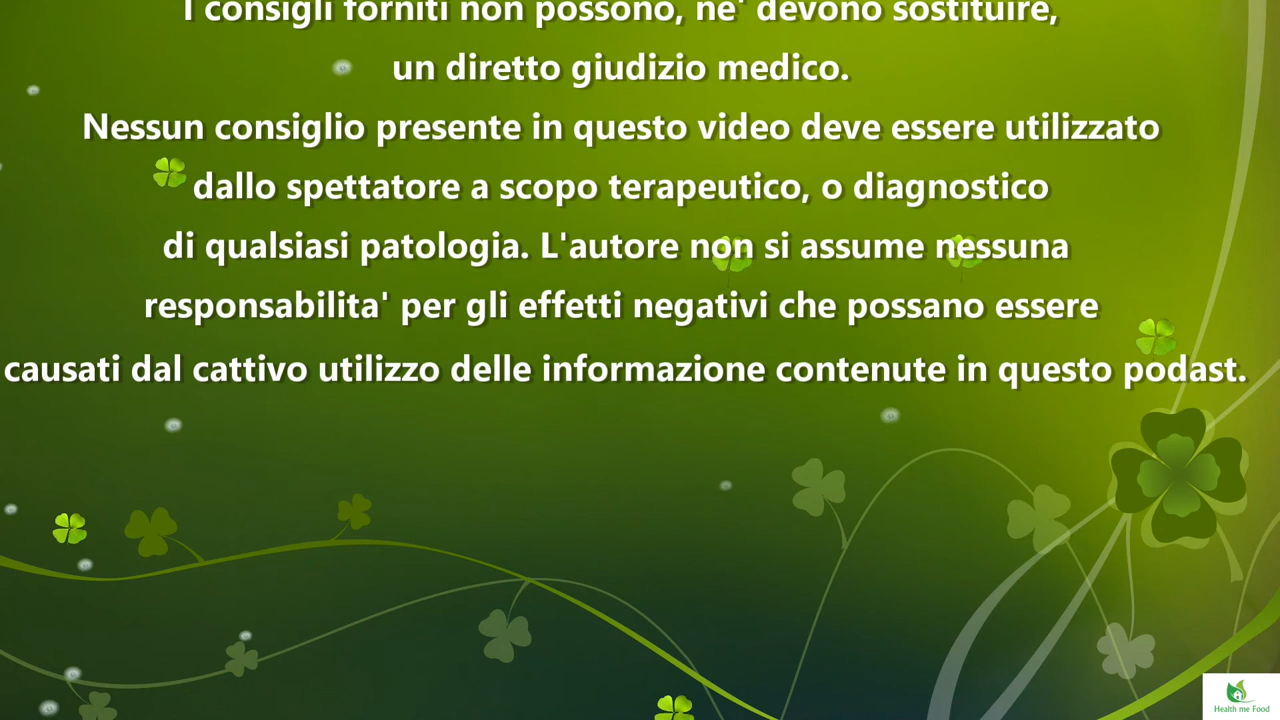 I consigli forniti non possono, ne' devono sostituire,
un diretto giudizio medico.
Nessun consiglio presente in questo video deve essere utilizzato
dallo spettatore a scopo terapeutico, o diagnostico
di qualsiasi patologia. L'autore non si assume nessuna
responsabilita' per gli effetti negativi che possano essere
causati dal cattivo utilizzo delle informazione contenute in questo podast.
Health me Food